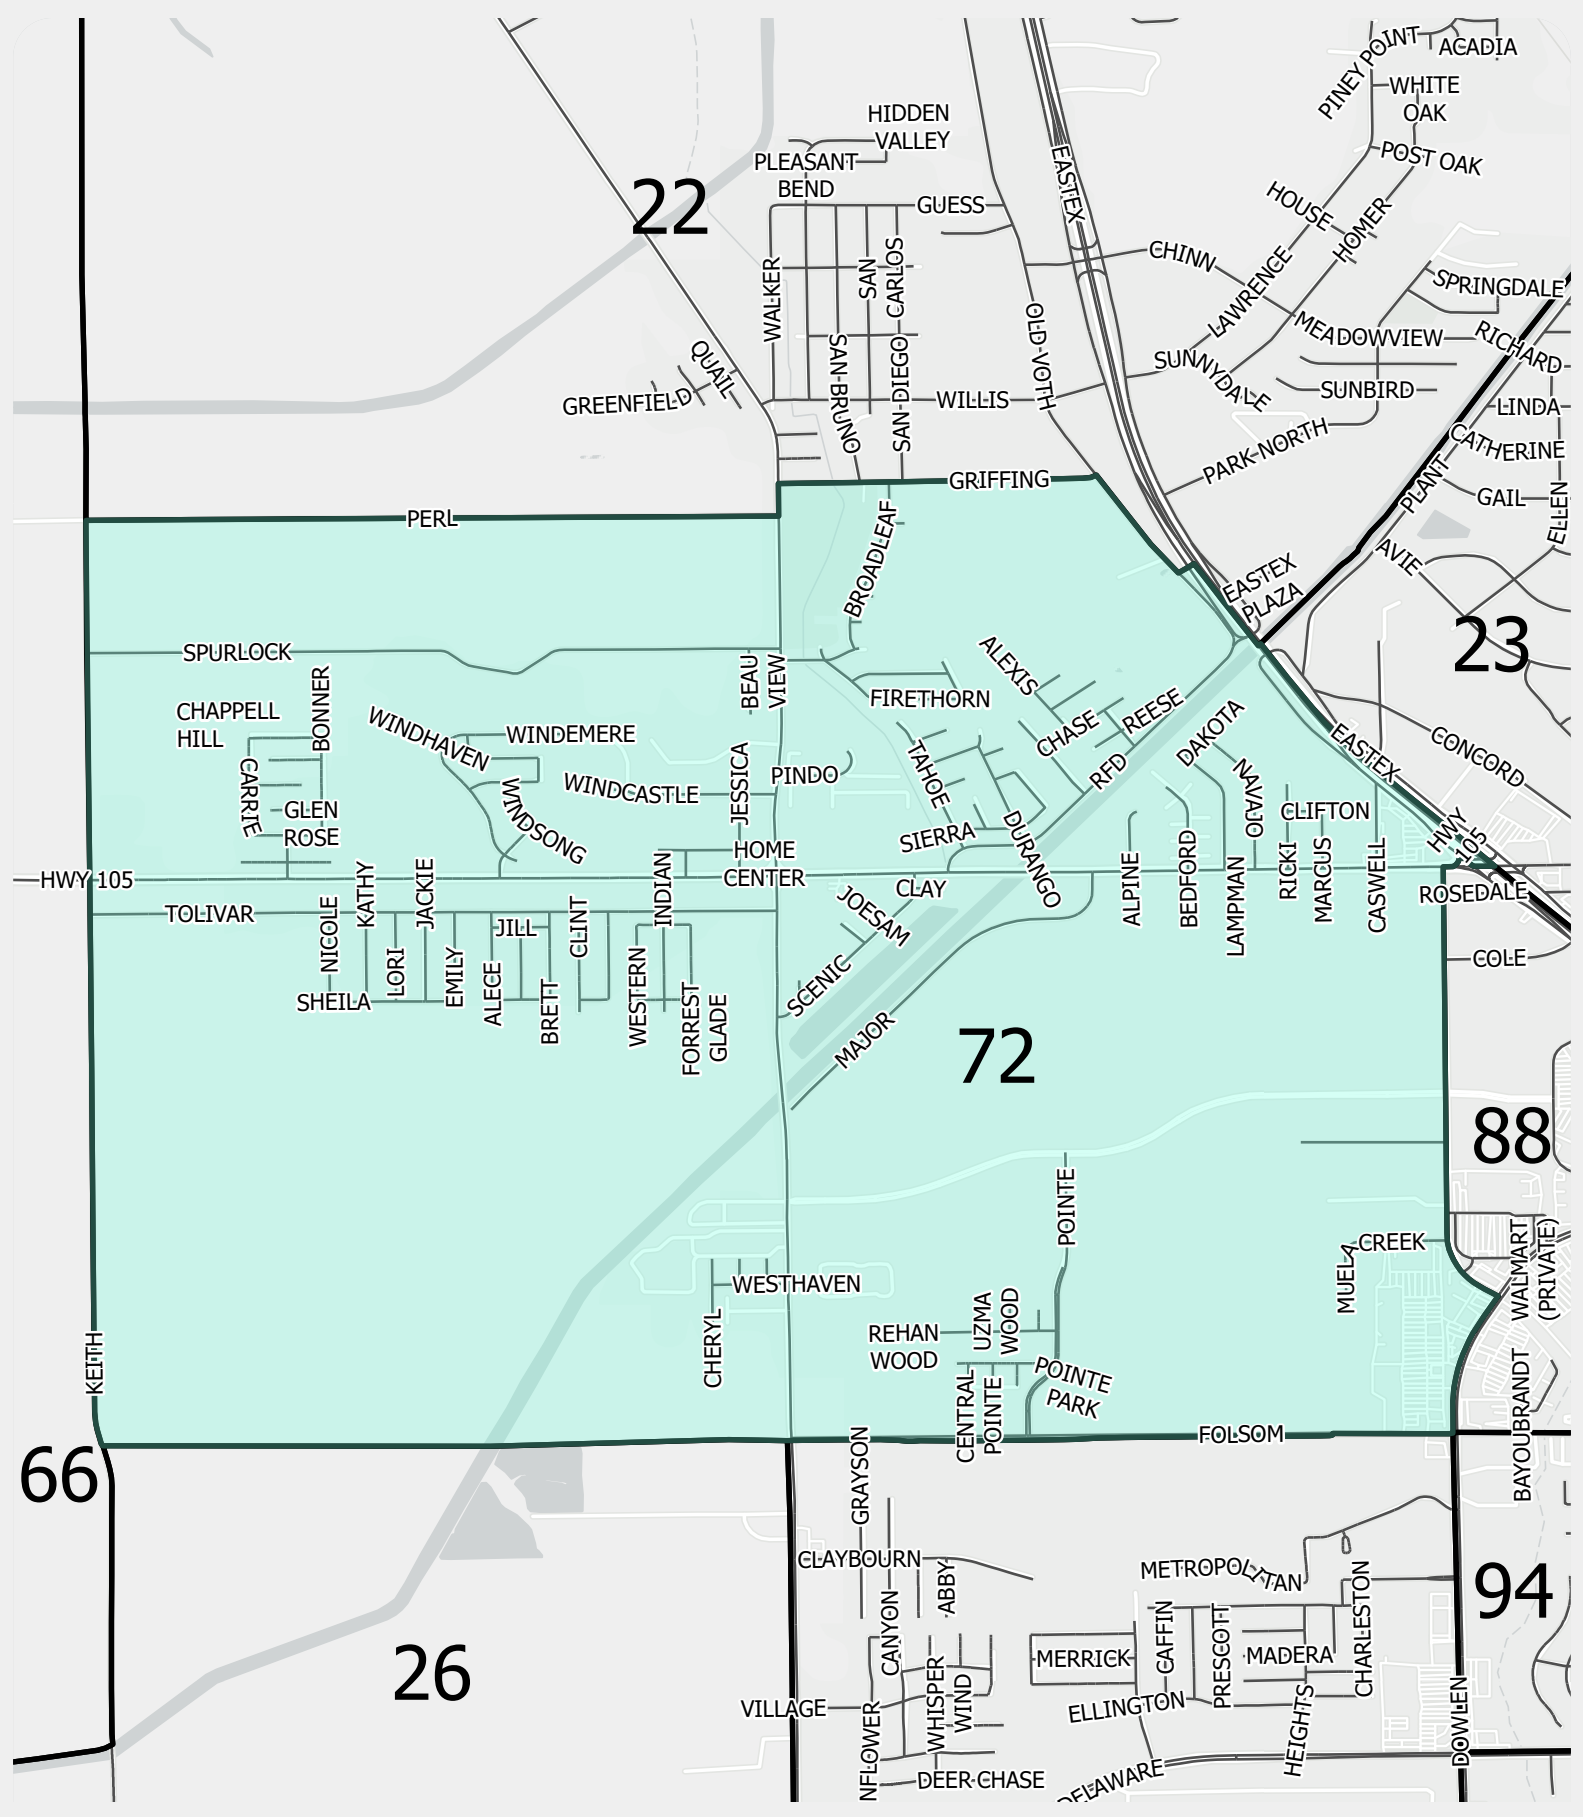 PINEY POINT
ACADIA
WHITE
OAK
HIDDEN
VALLEY
PLEASANT
BEND
EASTEX
POST OAK
22
GUESS
HOUSE
HOMER
CHINN
LAWRENCE
WALKER
SAN
CARLOS
SPRINGDALE
OLD VOTH
MEADOWVIEW
RICHARD
QUAIL
SAN BRUNO
SAN DIEGO
SUNNYDALE
SUNBIRD
GREENFIELD
WILLIS
LINDA
PARK NORTH
CATHERINE
GRIFFING
PLANT
GAIL
ELLEN
PERL
BROADLEAF
AVIE
EASTEX
PLAZA
23
SPURLOCK
BEAU
VIEW
ALEXIS
FIRETHORN
CHAPPELL
HILL
BONNER
WINDHAVEN
WINDEMERE
CHASE
REESE
DAKOTA
EASTEX
CONCORD
CARRIE
GLEN
ROSE
WINDSONG
WINDCASTLE
JESSICA
PINDO
TAHOE
RFD
NAVAJO
CLIFTON
HWY
105
SIERRA
DURANGO
HOME
CENTER
HWY 105
CLAY
INDIAN
ALPINE
BEDFORD
LAMPMAN
RICKI
MARCUS
CASWELL
ROSEDALE
TOLIVAR
NICOLE
KATHY
LORI
JACKIE
EMILY
ALECE
JILL
BRETT
CLINT
WESTERN
FORREST
GLADE
JOESAM
SCENIC
MAJOR
COLE
SHEILA
72
88
POINTE
MUELA
CREEK
WALMART
(PRIVATE)
WESTHAVEN
CHERYL
REHAN
WOOD
UZMA
WOOD
POINTE
PARK
CENTRAL
POINTE
KEITH
BAYOUBRANDT
FOLSOM
66
GRAYSON
CLAYBOURN
ABBY
METROPOLITAN
CHARLESTON
94
26
CANYON
MERRICK
CAFFIN
PRESCOTT
MADERA
WHISPER
WIND
VILLAGE
NFLOWER
ELLINGTON
HEIGHTS
DOWLEN
DEER CHASE
DELAWARE